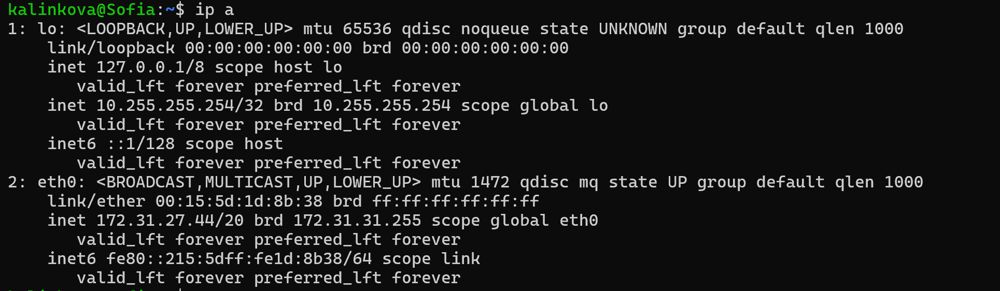 kalinkova@Sofia:~$ ip a
1: lo: <LOOPBACK,UP,LOWER_UP> mtu 65536 qdisc noqueue state UNKNOWN group default qlen 1000
    link/loopback 00:00:00:00:00:00 brd 00:00:00:00:00:00
    inet 127.0.0.1/8 scope host lo
       valid_lft forever preferred_lft forever
    inet 10.255.255.254/32 brd 10.255.255.254 scope global lo
       valid_lft forever preferred_lft forever
    inet6 ::1/128 scope host
       valid_lft forever preferred_lft forever
2: eth0: <BROADCAST,MULTICAST,UP,LOWER_UP> mtu 1472 qdisc mq state UP group default qlen 1000
    link/ether 00:15:5d:1d:8b:38 brd ff:ff:ff:ff:ff:ff
    inet 172.31.27.44/20 brd 172.31.31.255 scope global eth0
       valid_lft forever preferred_lft forever
    inet6 fe80::215:5dff:fe1d:8b38/64 scope link
       valid_lft forever preferred_lft forever